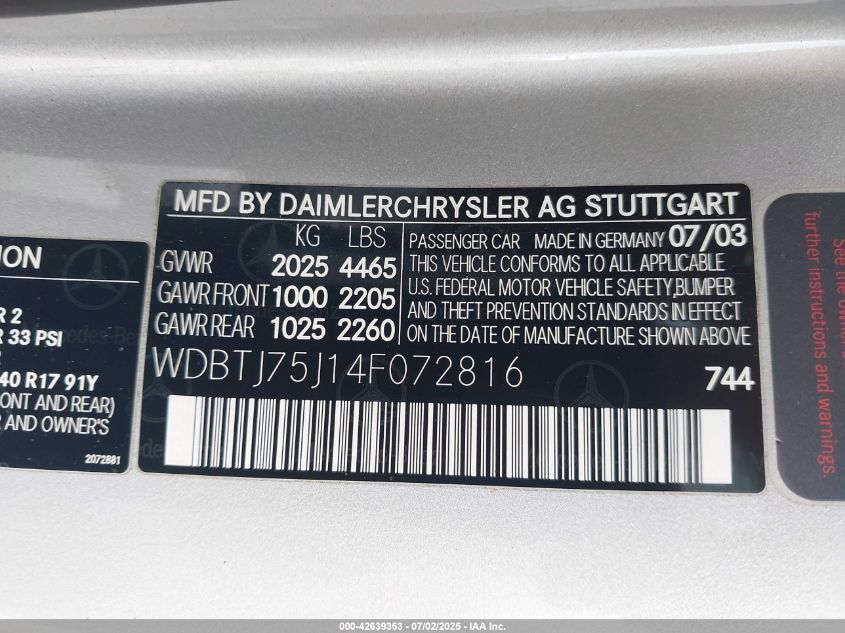 MFD BY DAIMLERCHRYSLER AG STUTTGART
KG LBS
GVWR 2025 4465
GAWR FRONT 1000 2205
GAWR REAR 1025 2260
PASSENGER CAR MADE IN GERMANY 07/03
THIS VEHICLE CONFORMS TO ALL APPLICABLE
U.S. FEDERAL MOTOR VEHICLE SAFETY,BUMPER
AND THEFT PREVENTION STANDARDS IN EFFECT
ON THE DATE OF MANUFACTURE SHOWN ABOVE
WDBTJ75J14F072816
744
ION
R 2
R 33 PSI
40 R17 91Y
ONT AND REAR)
AND OWNER'S
2072881
See the owner
further instructions
and warnings.
000-42639353 - 07/02/2025 - IAA Inc.